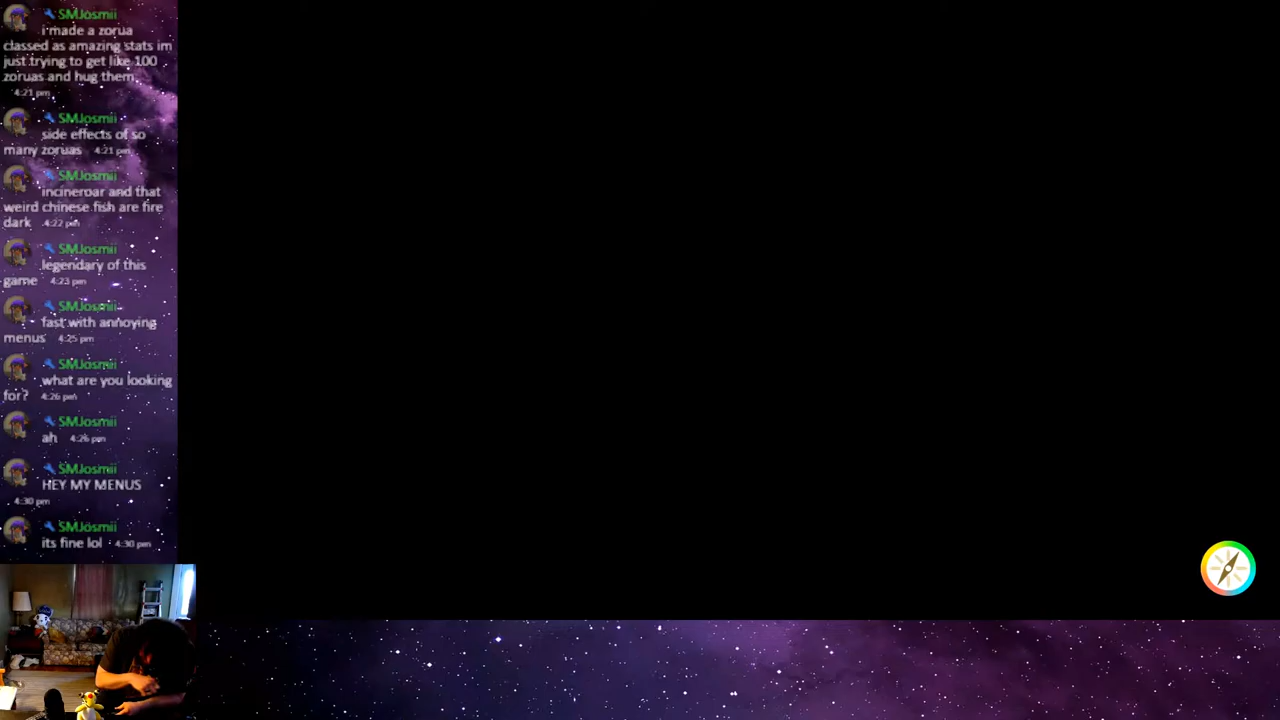 SMJosmii
i made a zorua
classed as amazing stats im
just trying to get like 100
zoruas and hug them
4:21 pm
SMJosmii
side effects of so
many zoruas 4:21 pm
SMJosmii
incineroar and that
weird chinese fish are fire
dark 4:22 pm
SMJosmii
legendary of this
game 4:23 pm
SMJosmii
fast with annoying
menus 4:25 pm
SMJosmii
what are you looking
for? 4:26 pm
SMJosmii
ah 4:26 pm
SMJosmii
HEY MY MENUS
4:30 pm
SMJosmii
its fine lol 4:30 pm